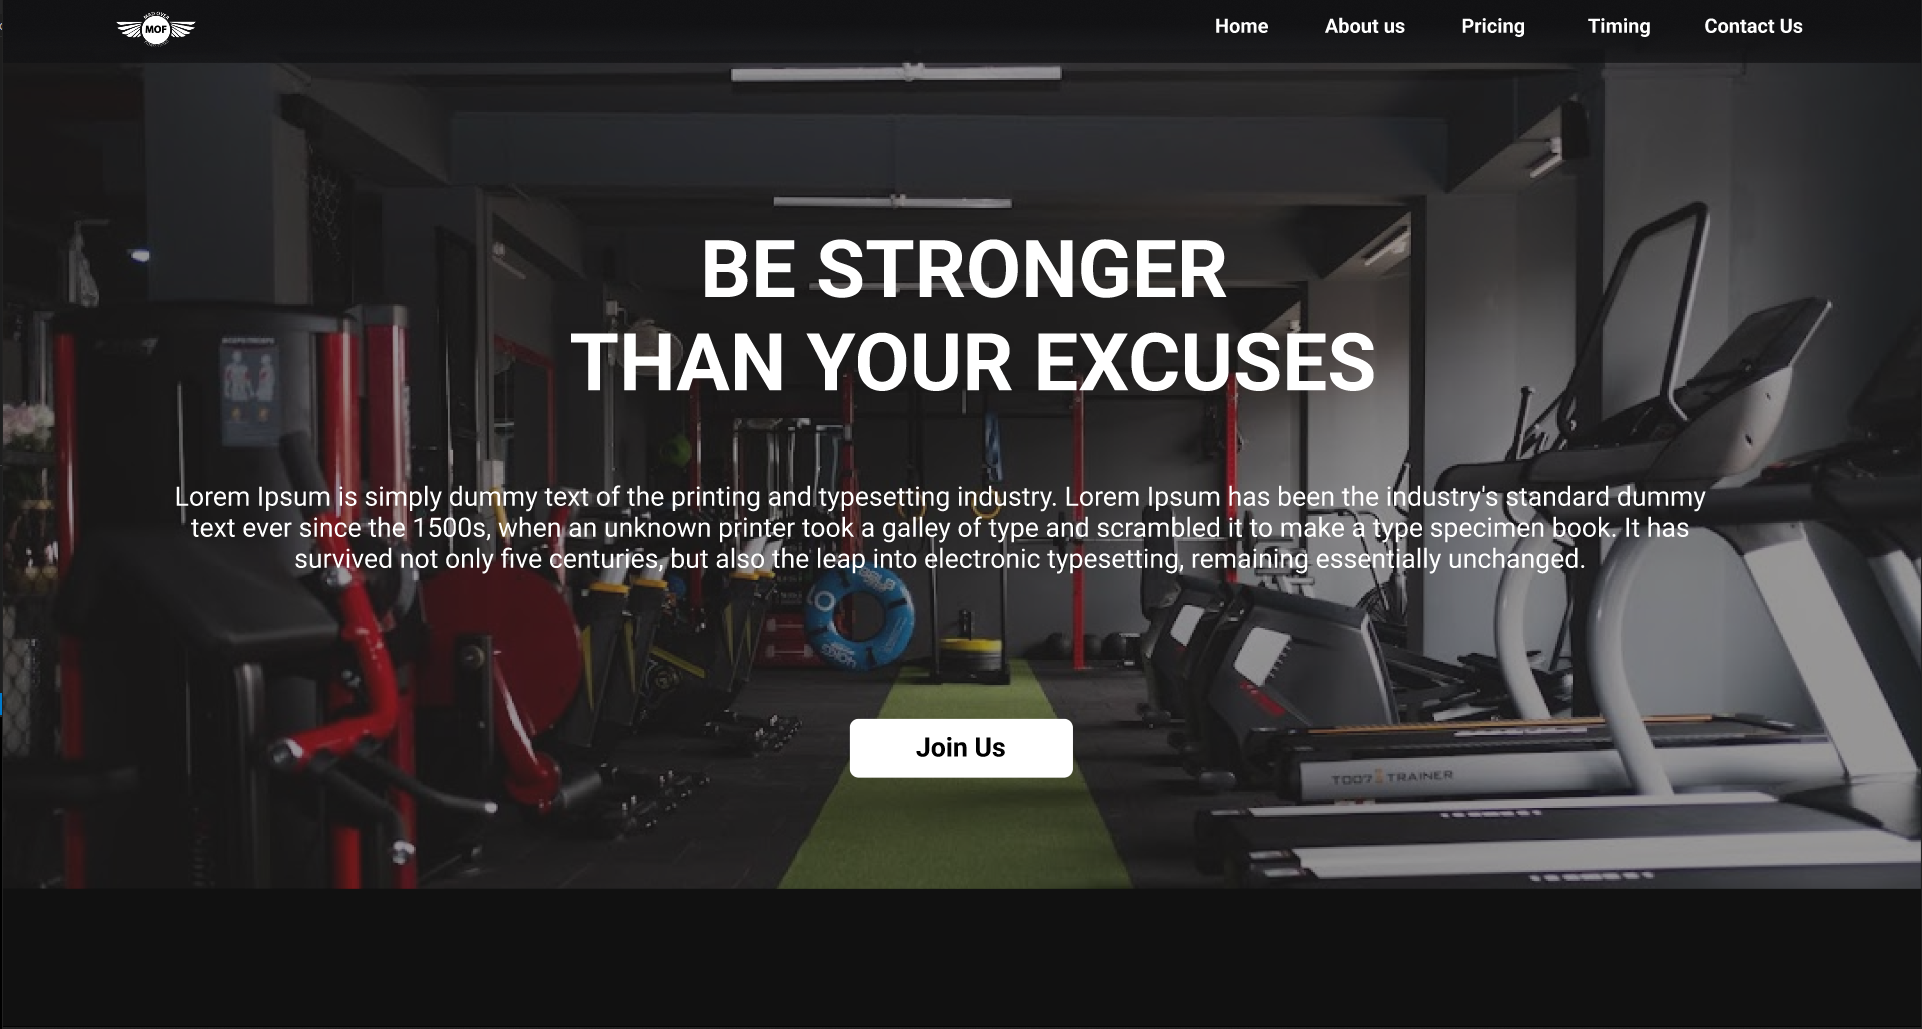 MAD OVER
MOF
Home
About us
Pricing
Timing
Contact Us
BE STRONGER
THAN YOUR EXCUSES
Lorem Ipsum is simply dummy text of the printing and typesetting industry. Lorem Ipsum has been the industry's standard dummy
text ever since the 1500s, when an unknown printer took a galley of type and scrambled it to make a type specimen book. It has
survived not only five centuries, but also the leap into electronic typesetting, remaining essentially unchanged.
Join Us
TRAINER